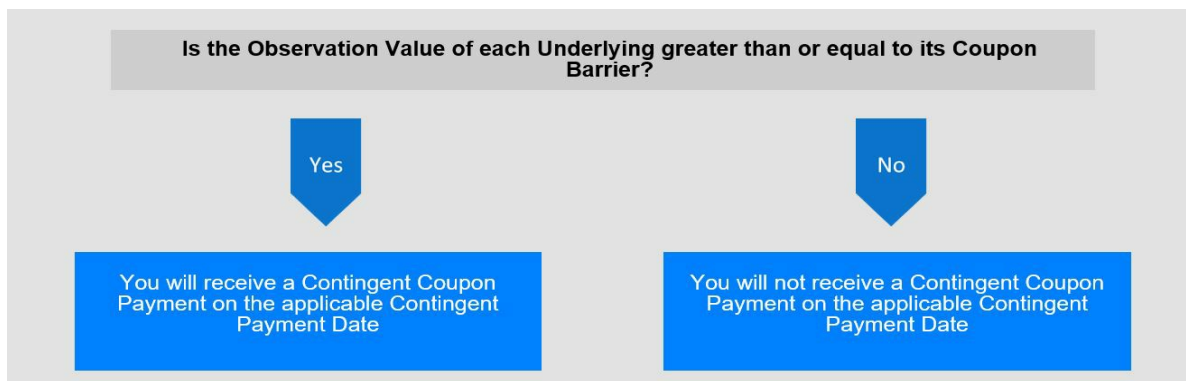 Is the Observation Value of each Underlying greater than or equal to its Coupon
Barrier?
Yes
No
You will receive a Contingent Coupon
Payment on the applicable Contingent
Payment Date
You will not receive a Contingent Coupon
Payment on the applicable Contingent
Payment Date